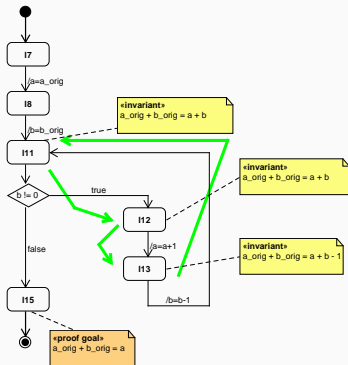 l7
/a=a_orig
l8
/b=b_orig
«invariant»
a_orig + b_orig = a + b
l11
b != 0
true
«invariant»
a_orig + b_orig = a + b
l12
/a=a+1
false
«invariant»
a_orig + b_orig = a + b - 1
l13
/b=b-1
l15
«proof goal»
a_orig + b_orig = a